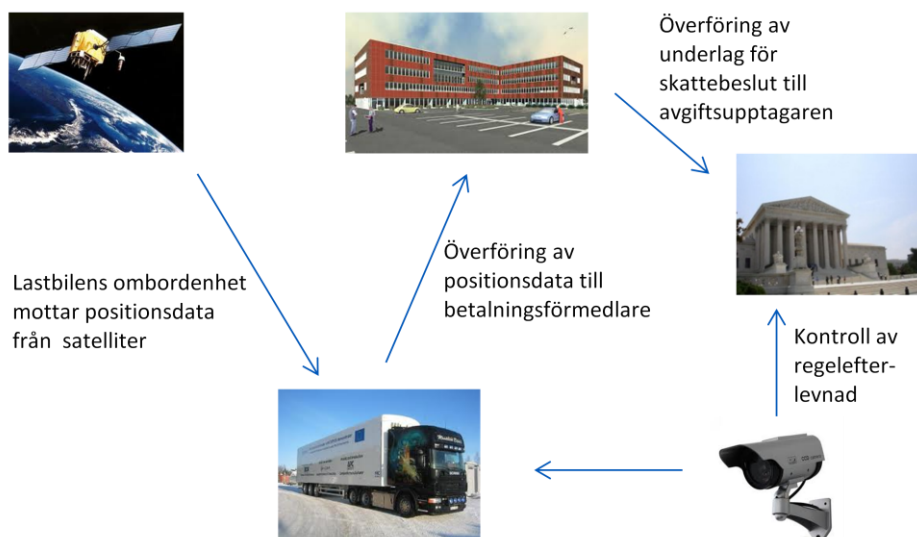 Överföring av
underlag för
skattebeslut till
avgiftsupptagaren
Överföring av
positionsdata till
betalningsförmedlare
Lastbilens ombordenhet
mottar positionsdata
från satelliter
Kontroll av
regelefter-
levnad